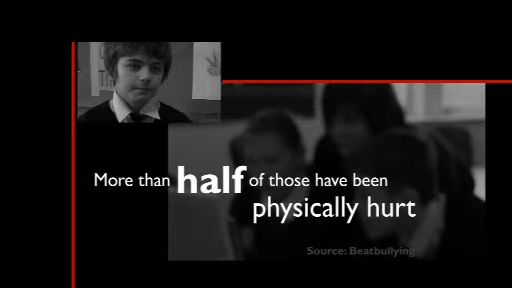 More than half of those have been
physically hurt
Source: Beatbullying